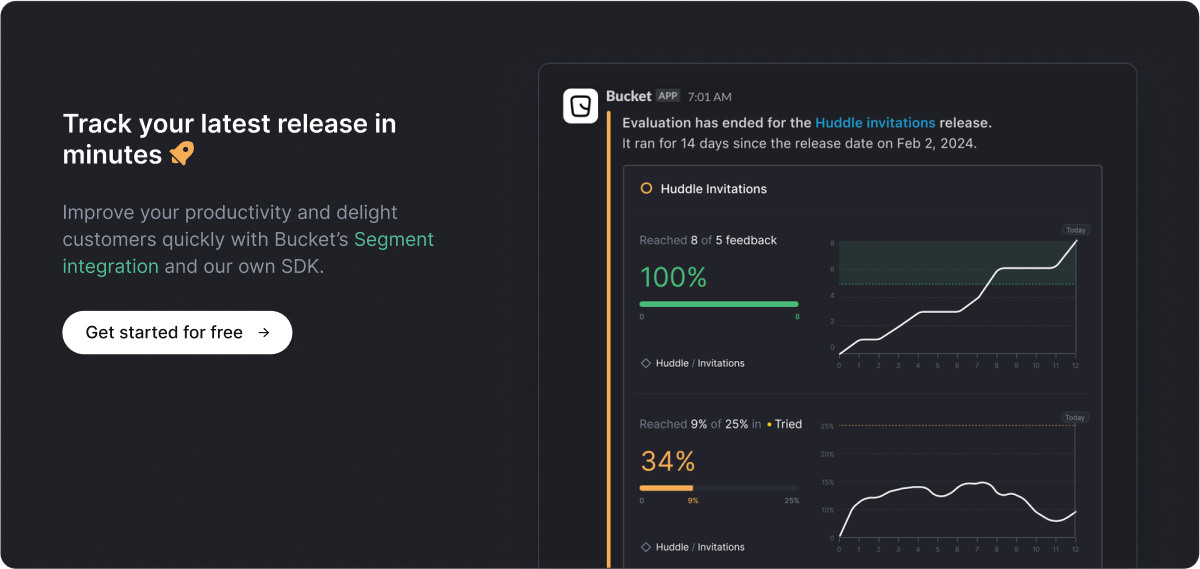 Track your latest release in
minutes
Improve your productivity and delight
customers quickly with Bucket's Segment
integration and our own SDK.
Get started for free →
Bucket APP 7:01 AM
Evaluation has ended for the Huddle invitations release.
It ran for 14 days since the release date on Feb 2, 2024.
Huddle Invitations
Reached 8 of 5 feedback
100%
0 8
Huddle / Invitations
Today
8
6
4
2
0
0 1 2 3 4 5 6 7 8 9 10 11 12
Reached 9% of 25% in • Tried
34%
0 9% 25%
Huddle / Invitations
Today
25%
20%
15%
10%
0
0 1 2 3 4 5 6 7 8 9 10 11 12